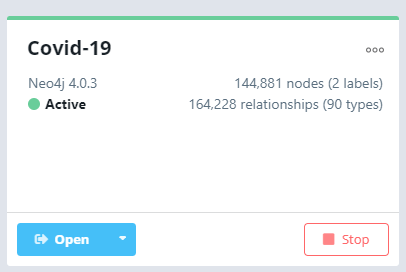 Covid-19
Neo4j 4.0.3 144,881 nodes (2 labels)
Active 164,228 relationships (90 types)
Open Stop